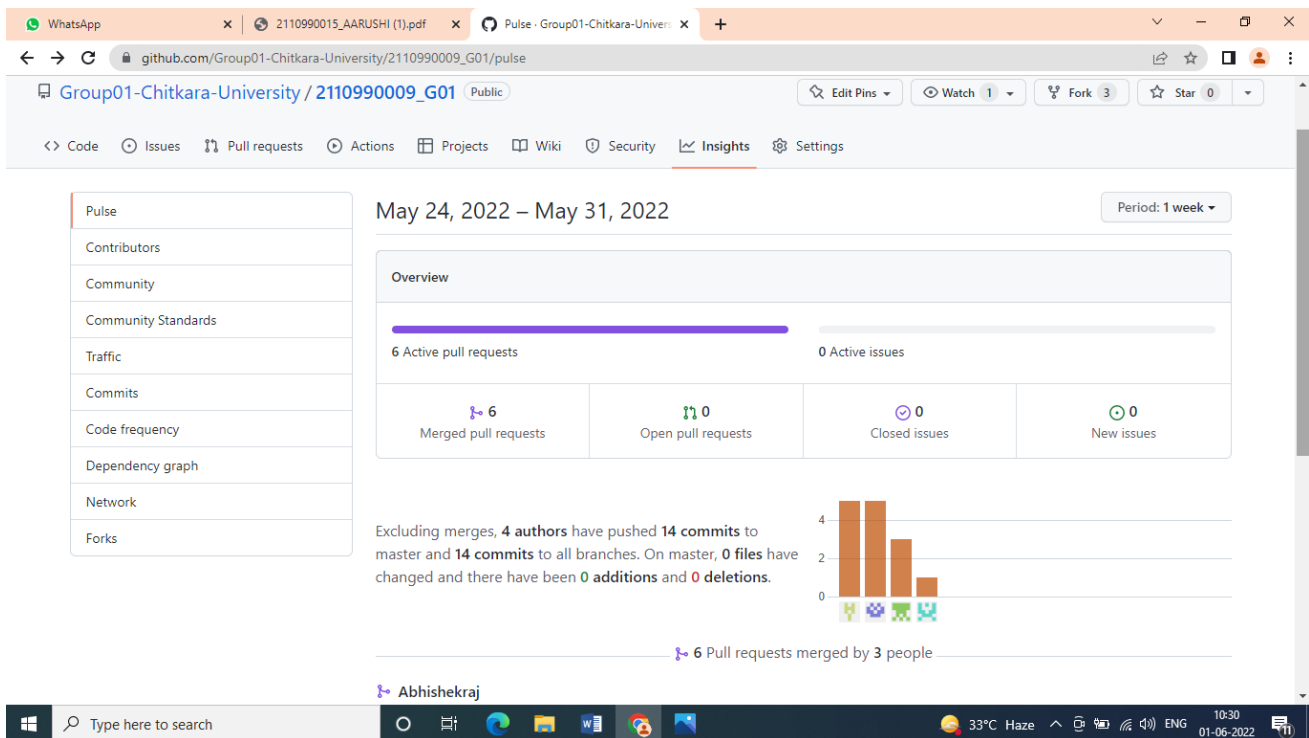 WhatsApp
2110990015_AARUSHI (1).pdf
Pulse · Group01-Chitkara-Univers
github.com/Group01-Chitkara-University/2110990009_G01/pulse
Group01-Chitkara-University / 2110990009_G01 Public
Edit Pins Watch 1 Fork 3 Star 0
Code Issues Pull requests Actions Projects Wiki Security Insights Settings
Pulse
Contributors
Community
Community Standards
Traffic
Commits
Code frequency
Dependency graph
Network
Forks
May 24, 2022 – May 31, 2022
Period: 1 week
Overview
6 Active pull requests
0 Active issues
6
Merged pull requests
0
Open pull requests
0
Closed issues
0
New issues
Excluding merges, 4 authors have pushed 14 commits to
master and 14 commits to all branches. On master, 0 files have
changed and there have been 0 additions and 0 deletions.
4
2
0
6 Pull requests merged by 3 people
Abhishekraj
Type here to search
33°C Haze
ENG
10:30
01-06-2022
11